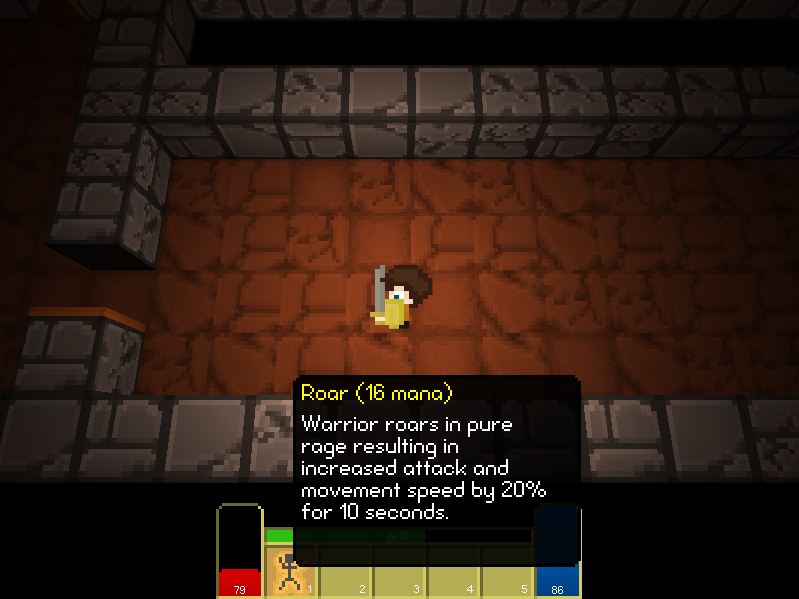 Roar (16 mana)
Warrior roars in pure
rage resulting in
increased attack and
movement speed by 20%
for 10 seconds.
79
1
2
3
4
5
86